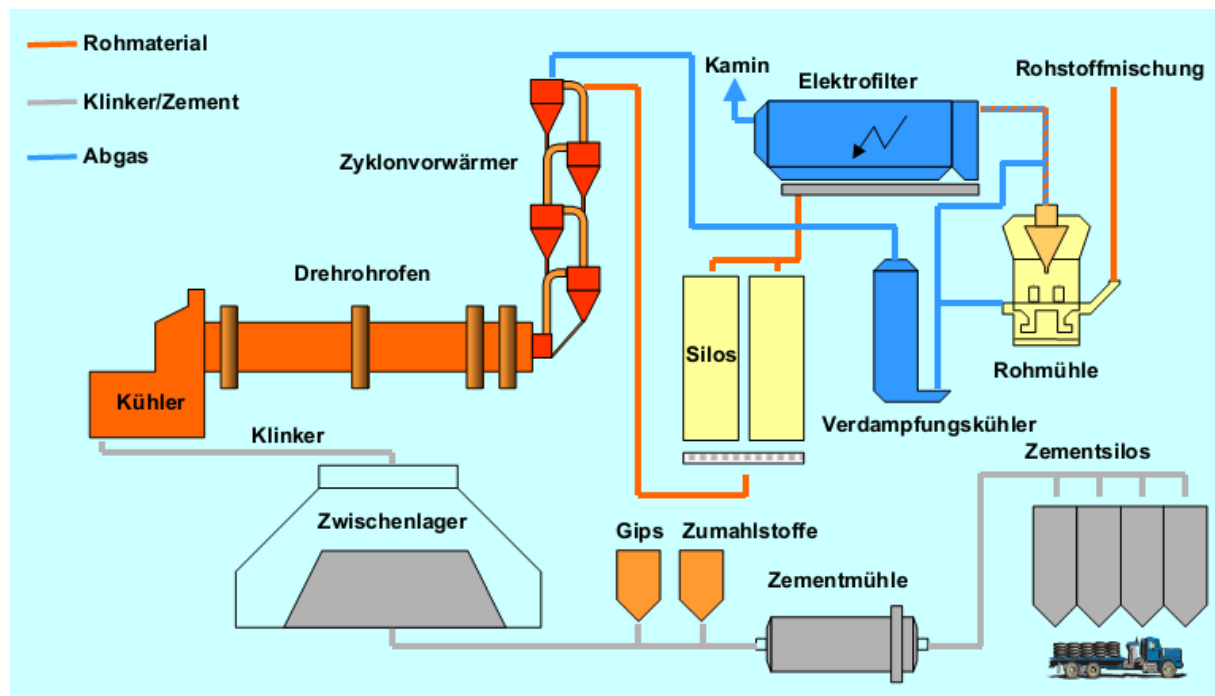 Rohmaterial
Klinker/Zement
Abgas
Kamin
Elektrofilter
Rohstoffmischung
Zyklonvorwärmer
Drehrohrofen
Silos
Rohmühle
Kühler
Verdampfungskühler
Klinker
Zementsilos
Zwischenlager
Gips
Zumahlstoffe
Zementmühle